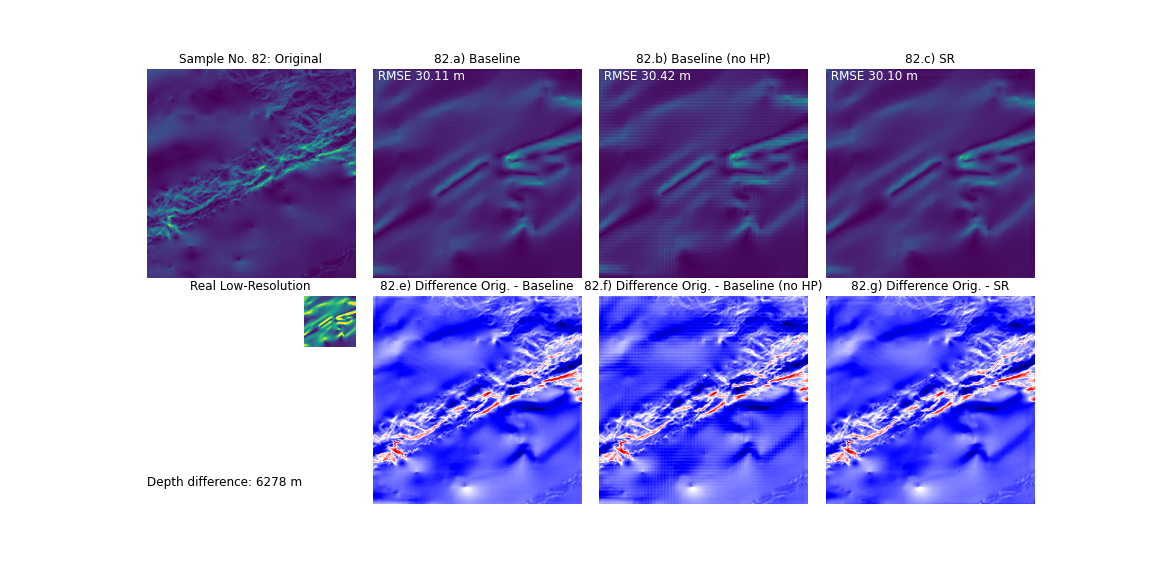 Sample No. 82: Original
82.a) Baseline
82.b) Baseline (no HP)
82.c) SR
RMSE 30.11 m
RMSE 30.42 m
RMSE 30.10 m
Real Low-Resolution
82.e) Difference Orig. - Baseline
82.f) Difference Orig. - Baseline (no HP)
82.g) Difference Orig. - SR
Depth difference: 6278 m